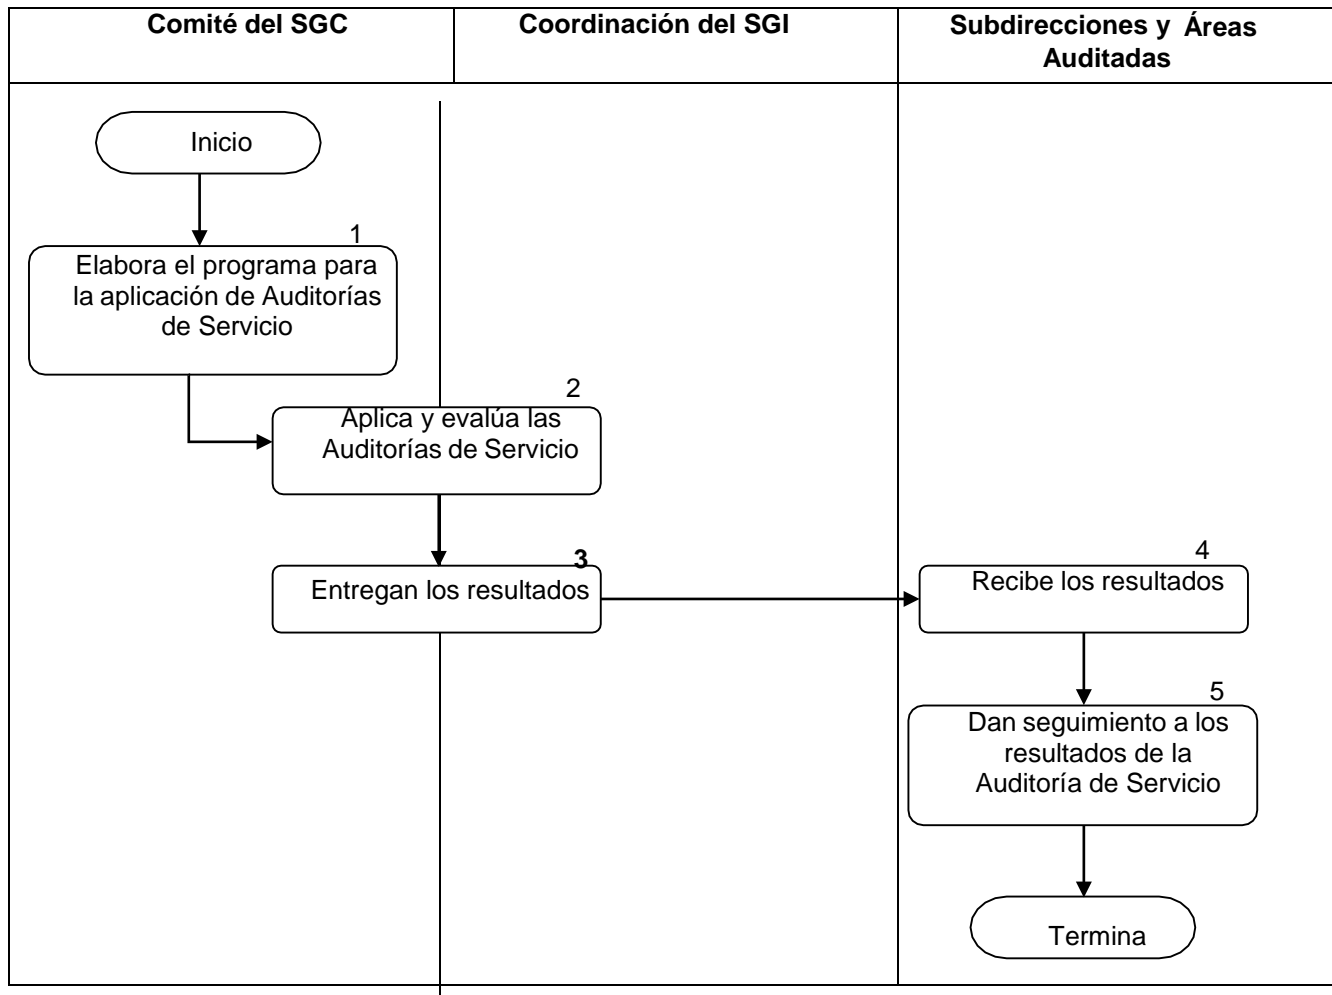 Comité del SGC
Coordinación del SGI
Subdirecciones y Áreas
Auditadas
Inicio
1
Elabora el programa para
la aplicación de Auditorías
de Servicio
2
Aplica y evalúa las
Auditorías de Servicio
3
Entregan los resultados
4
Recibe los resultados
5
Dan seguimiento a los
resultados de la
Auditoría de Servicio
Termina